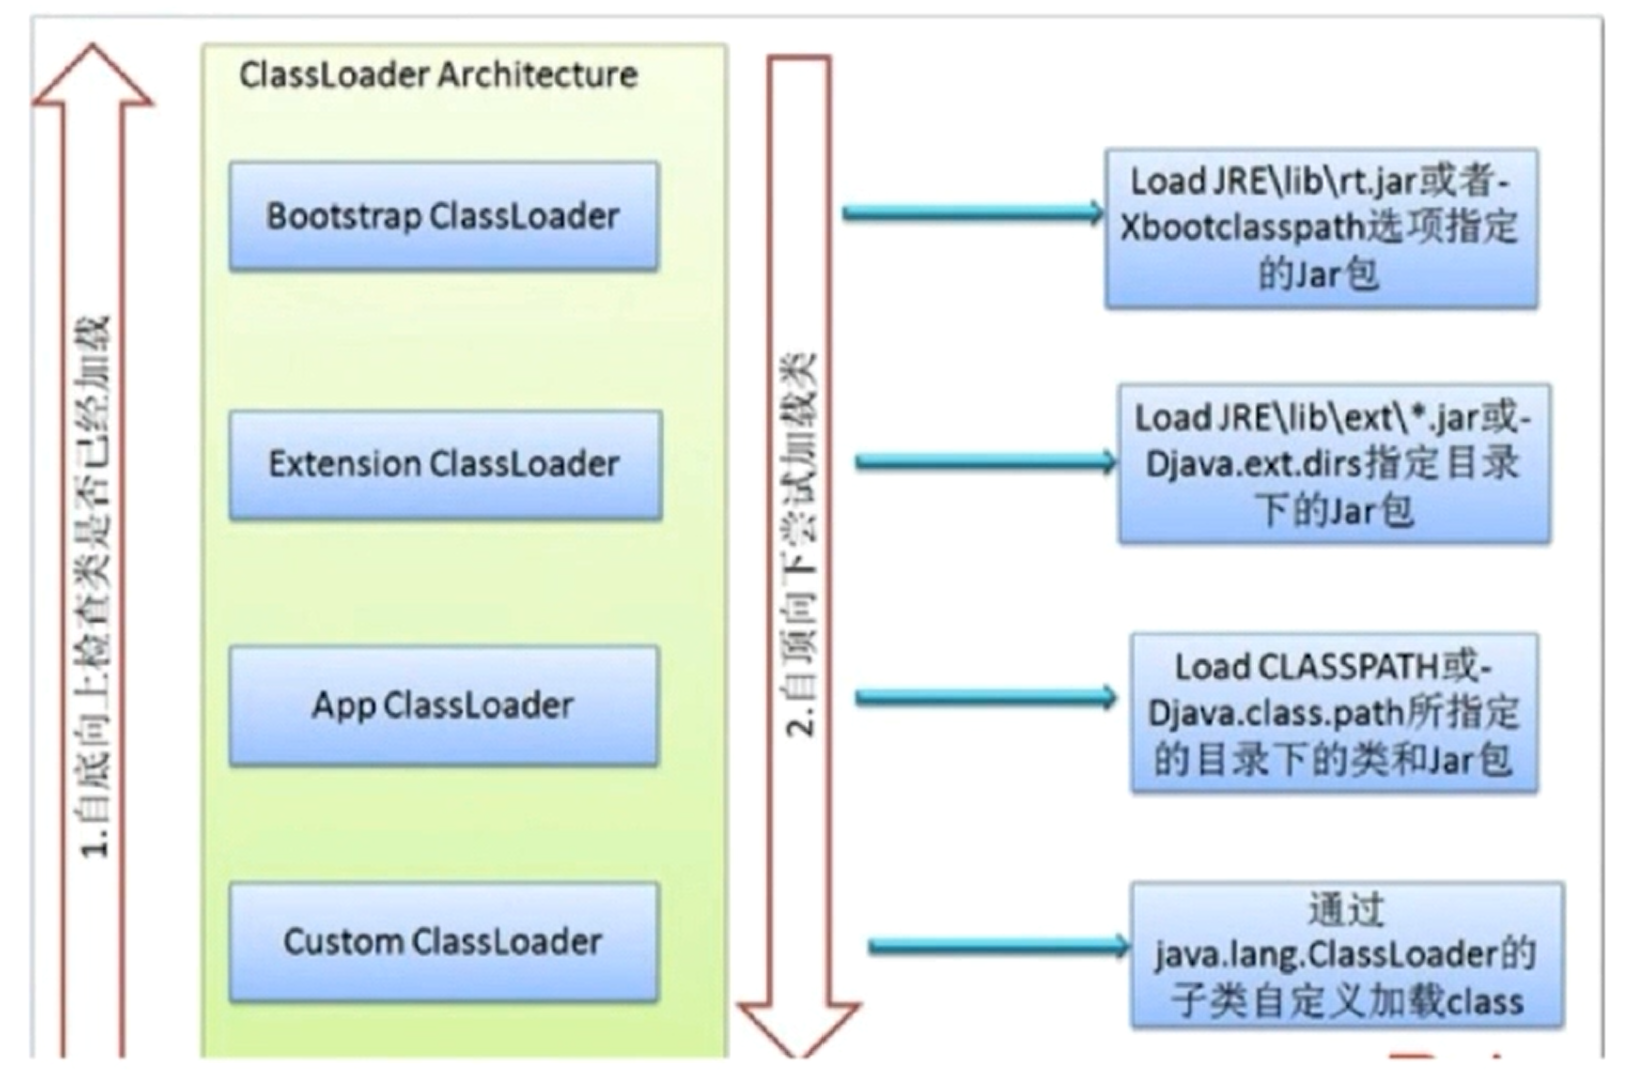 ClassLoader Architecture
1.自底向上检查类是否已经加载
2.自顶向下尝试加载类
Bootstrap ClassLoader
Load JRE\lib\rt.jar或者-
Xbootclasspath选项指定
的Jar包
Extension ClassLoader
Load JRE\lib\ext\*.jar或-
Djava.ext.dirs指定目录
下的Jar包
App ClassLoader
Load CLASSPATH或-
Djava.class.path所指定
的目录下的类和Jar包
Custom ClassLoader
通过
java.lang.ClassLoader的
子类自定义加载class